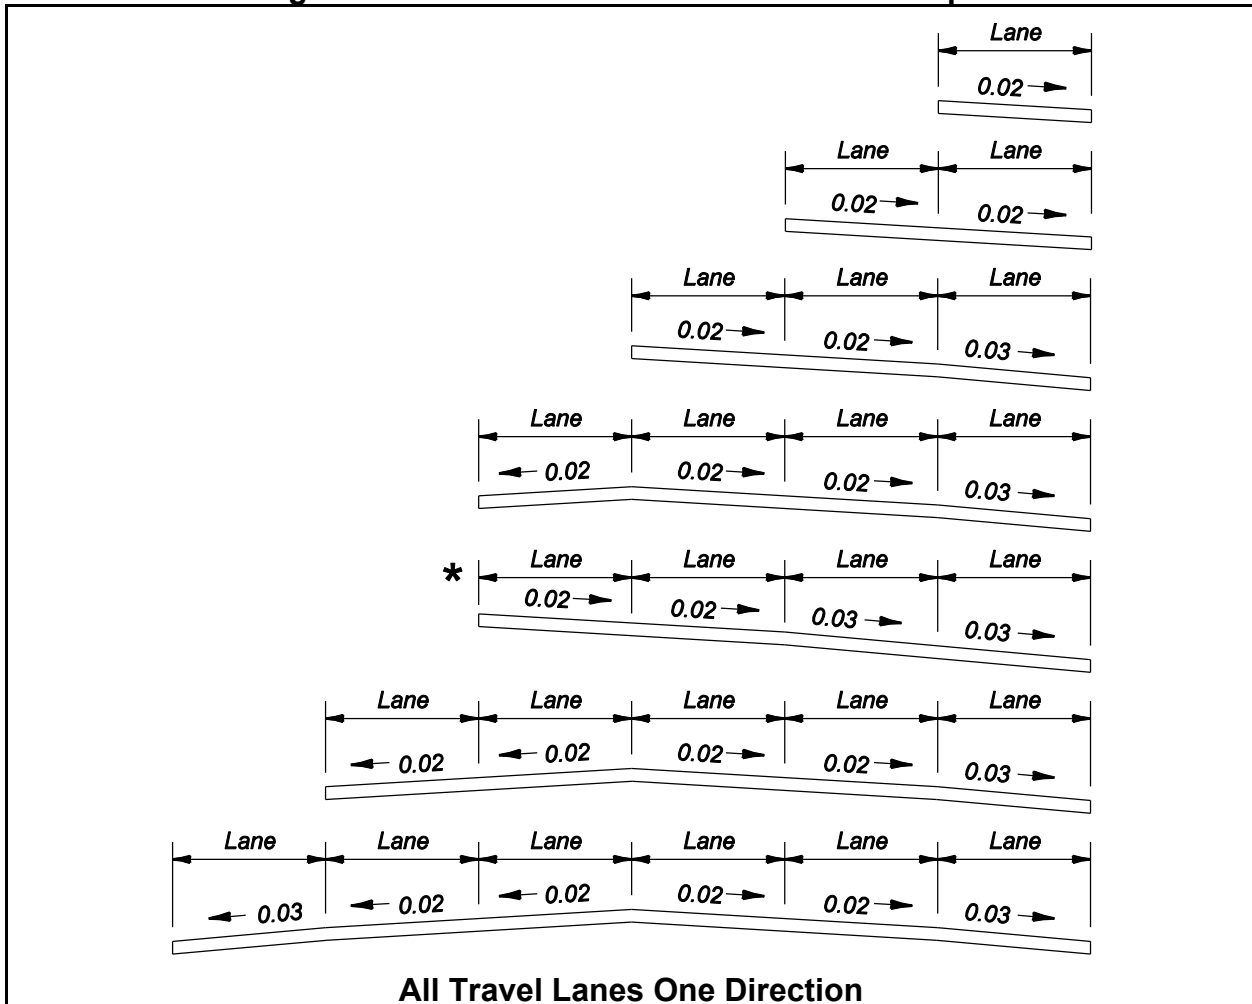 Lane
0.02
Lane Lane
0.02 0.02
Lane Lane Lane
0.02 0.02 0.03
Lane Lane Lane Lane
0.02 0.02 0.02 0.03
* Lane Lane Lane Lane
0.02 0.02 0.03 0.03
Lane Lane Lane Lane Lane
0.02 0.02 0.02 0.02 0.03
Lane Lane Lane Lane Lane Lane
0.03 0.02 0.02 0.02 0.02 0.03
All Travel Lanes One Direction